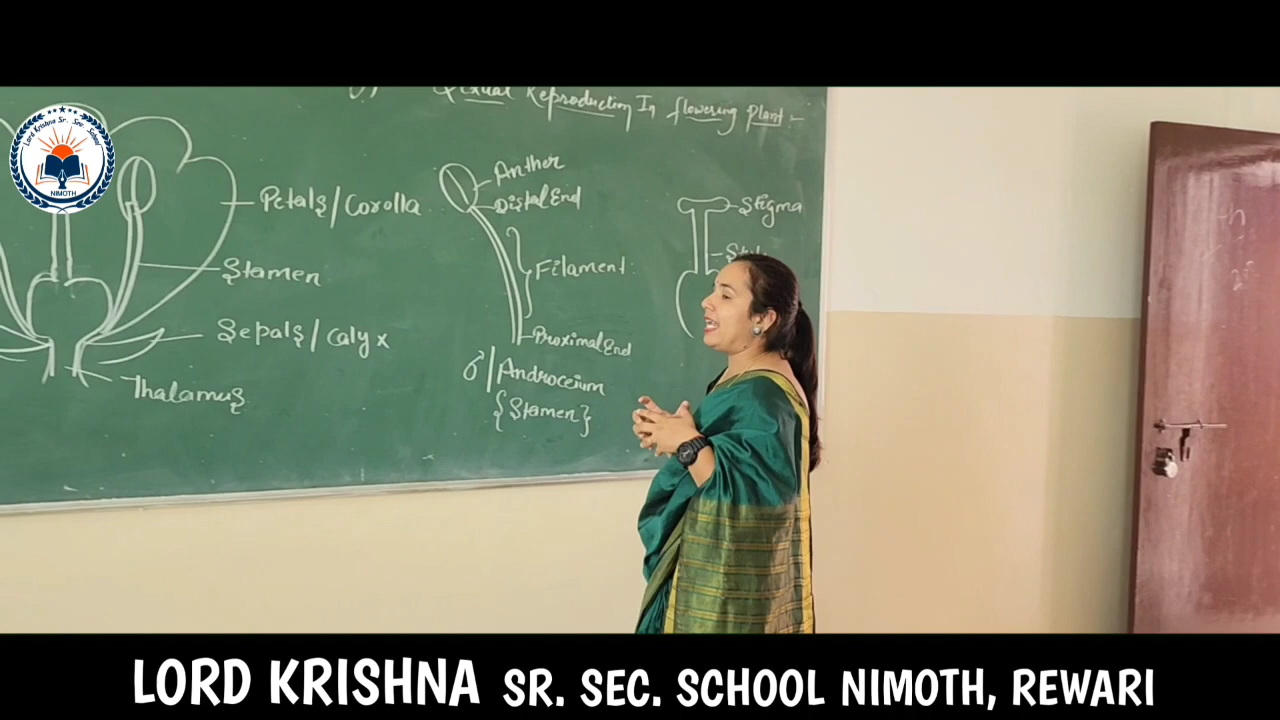 Sexual Reproduction In flowering Plant :-
Lord Krishna Sr. Sec. School
NIMOTH
Petals/Corolla
Stamen
Sepals/Calyx
Thalamus
Anther
Distal End
Filament
Proximal End
♂/Androceium
{Stamen}
Stigma
LORD KRISHNA SR. SEC. SCHOOL NIMOTH, REWARI